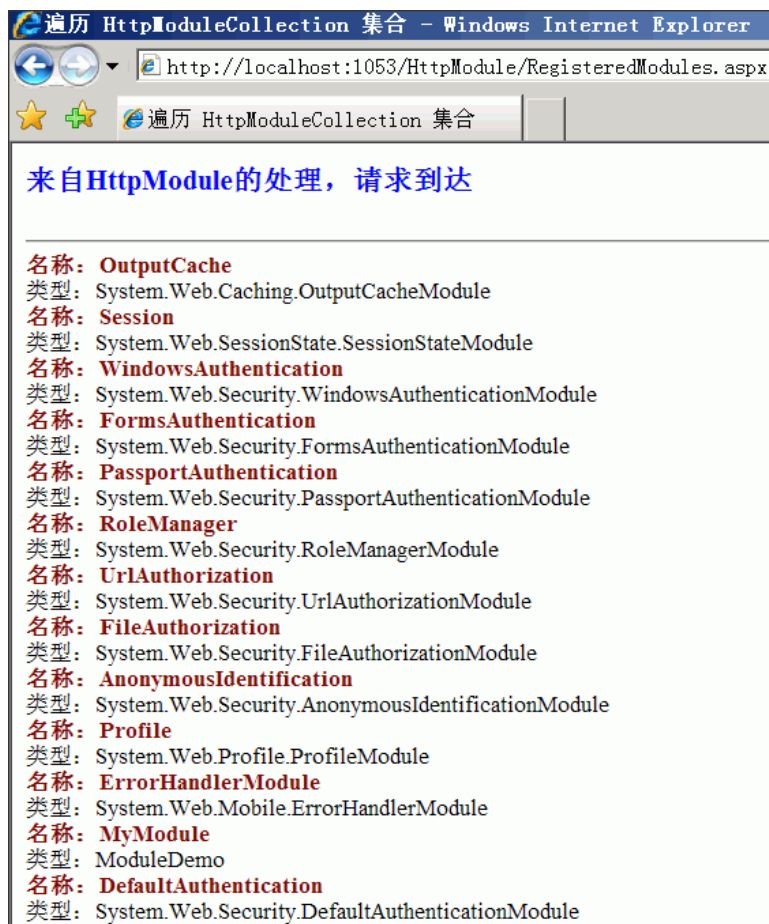 遍历 HttpModuleCollection 集合 - Windows Internet Explorer
http://localhost:1053/HttpModule/RegisteredModules.aspx
遍历 HttpModuleCollection 集合
来自HttpModule的处理，请求到达
名称：OutputCache
类型：System.Web.Caching.OutputCacheModule
名称：Session
类型：System.Web.SessionState.SessionStateModule
名称：WindowsAuthentication
类型：System.Web.Security.WindowsAuthenticationModule
名称：FormsAuthentication
类型：System.Web.Security.FormsAuthenticationModule
名称：PassportAuthentication
类型：System.Web.Security.PassportAuthenticationModule
名称：RoleManager
类型：System.Web.Security.RoleManagerModule
名称：UrlAuthorization
类型：System.Web.Security.UrlAuthorizationModule
名称：FileAuthorization
类型：System.Web.Security.FileAuthorizationModule
名称：AnonymousIdentification
类型：System.Web.Security.AnonymousIdentificationModule
名称：Profile
类型：System.Web.Profile.ProfileModule
名称：ErrorHandlerModule
类型：System.Web.Mobile.ErrorHandlerModule
名称：MyModule
类型：ModuleDemo
名称：DefaultAuthentication
类型：System.Web.Security.DefaultAuthenticationModule